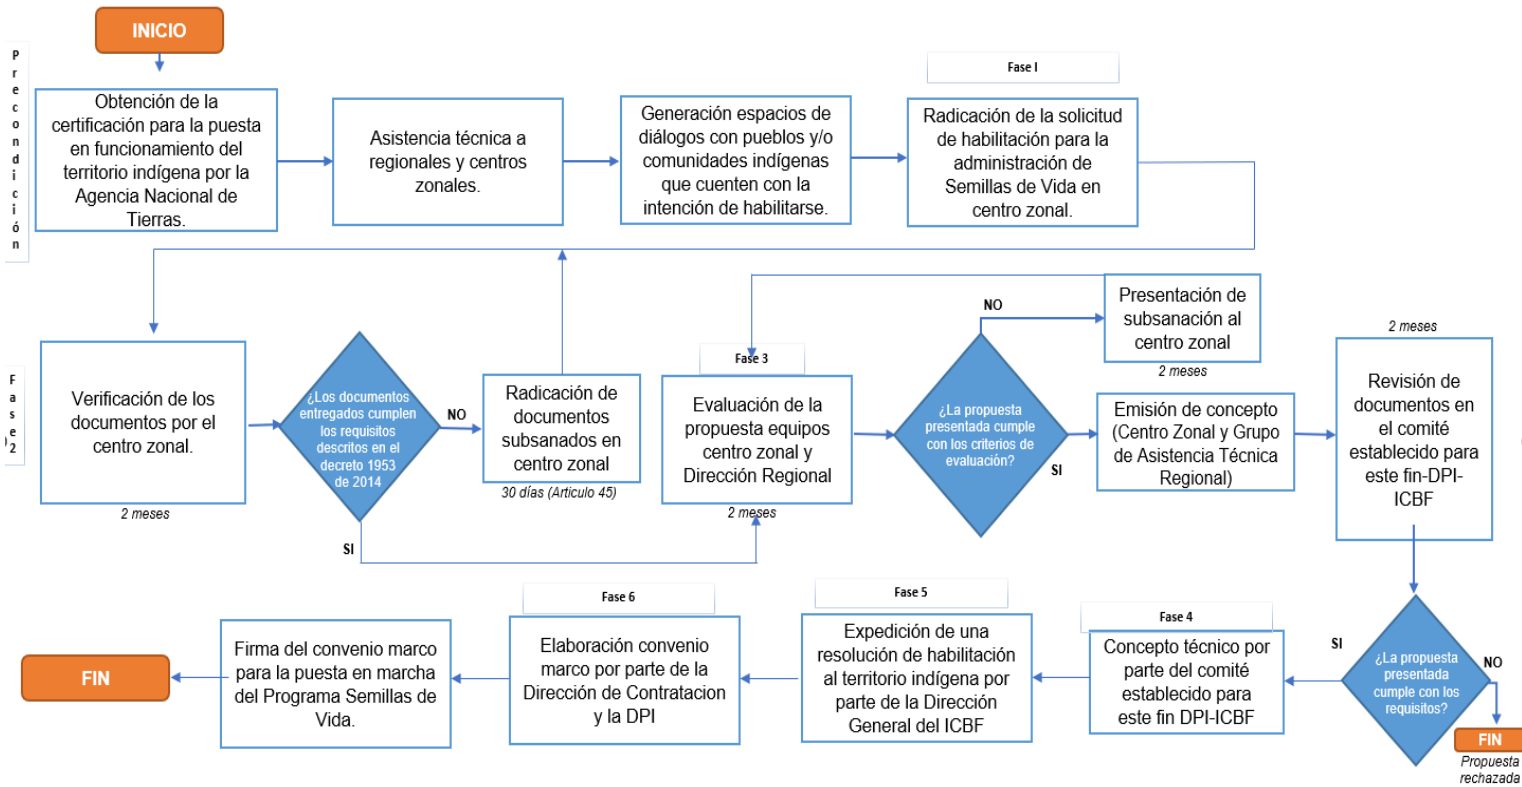 INICIO
Precondición
Obtención de la
certificación para la puesta
en funcionamiento del
territorio indígena por la
Agencia Nacional de
Tierras.
Asistencia técnica a
regionales y centros
zonales.
Generación espacios de
diálogos con pueblos y/o
comunidades indígenas
que cuenten con la
intención de habilitarse.
Fase I
Radicación de la solicitud
de habilitación para la
administración de
Semillas de Vida en
centro zonal.
Fase 2
Verificación de los
documentos por el
centro zonal.
2 meses
¿Los documentos
entregados cumplen
los requisitos
descritos en el
decreto 1953
de 2014
NO
SI
Radicación de
documentos
subsanados en
centro zonal
30 días (Articulo 45)
Fase 3
Evaluación de la
propuesta equipos
centro zonal y
Dirección Regional
2 meses
¿La propuesta
presentada cumple
con los criterios de
evaluación?
NO
SI
Presentación de
subsanación al
centro zonal
2 meses
Emisión de concepto
(Centro Zonal y Grupo
de Asistencia Técnica
Regional)
2 meses
Revisión de
documentos en
el comité
establecido para
este fin-DPI-
ICBF
¿La propuesta
presentada
cumple con los
requisitos?
NO
FIN
Propuesta
rechazada
SI
Fase 4
Concepto técnico por
parte del comité
establecido para
este fin DPI-ICBF
Fase 5
Expedición de una
resolución de habilitación
al territorio indígena por
parte de la Dirección
General del ICBF
Fase 6
Elaboración convenio
marco por parte de la
Dirección de Contratacion
y la DPI
Firma del convenio marco
para la puesta en marcha
del Programa Semillas de
Vida.
FIN